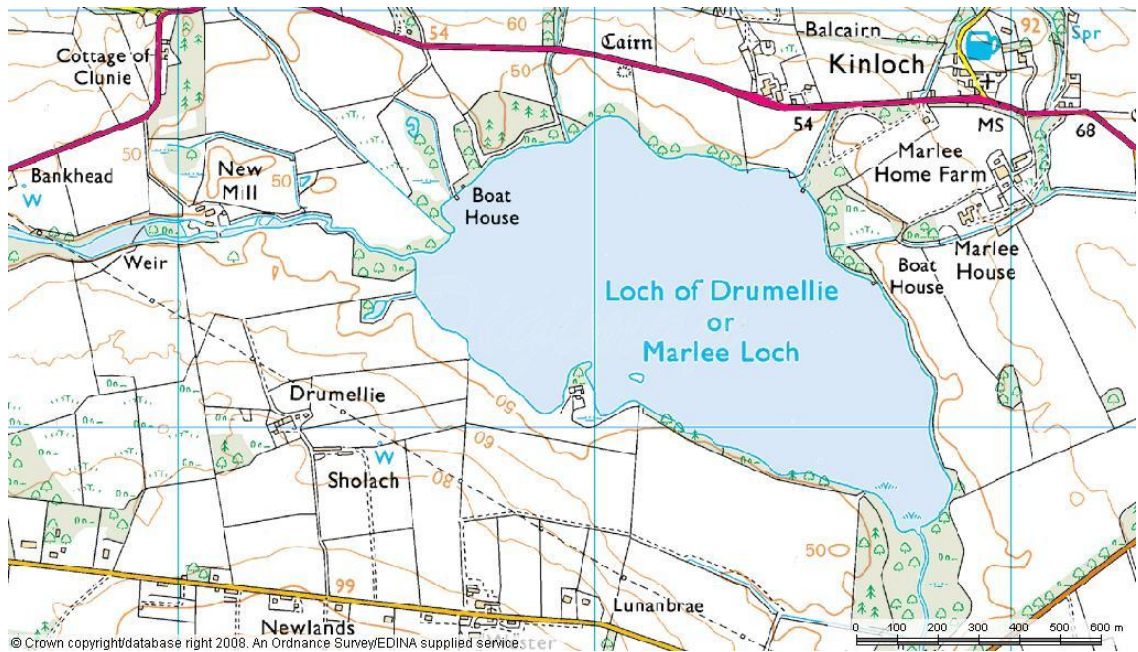 54
60
Cairn
Balcairn
92
Spr
Cottage of
Clunie
50
Kinloch
50
New
Mill
50
54
MS
68
Bankhead
W
Boat
House
Marlee
Home Farm
Weir
Boat
House
Marlee
House
Loch of Drumellie
or
Marlee Loch
Drumellie
50
60
W
Sholach
80
50
99
Newlands
Lunanbrae
0 100 200 300 400 500 600 m
© Crown copyright/database right 2008. An Ordnance Survey/EDINA supplied service.